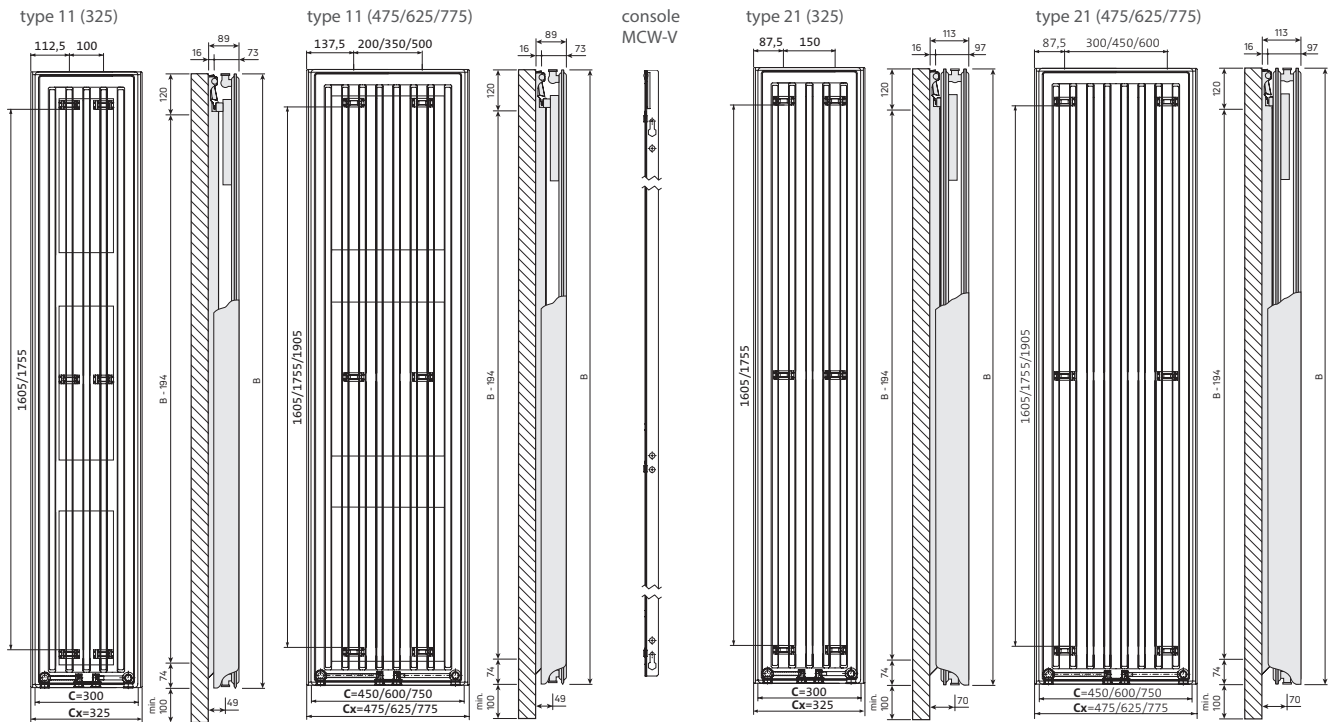 type 11 (325)
112,5 100
89
16 73
120
1605/1755
B - 194
B
74
min.
100
49
C=300
Cx=325
type 11 (475/625/775)
137,5 200/350/500
89
16 73
120
1605/1755/1905
B - 194
B
74
min.
100
49
C=450/600/750
Cx=475/625/775
console
MCW-V
type 21 (325)
87,5 150
113
16 97
120
1605/1755
B - 194
B
74
min.
100
70
C=300
Cx=325
type 21 (475/625/775)
87,5 300/450/600
113
16 97
120
1605/1755/1905
B - 194
B
74
min.
100
70
C=450/600/750
Cx=475/625/775